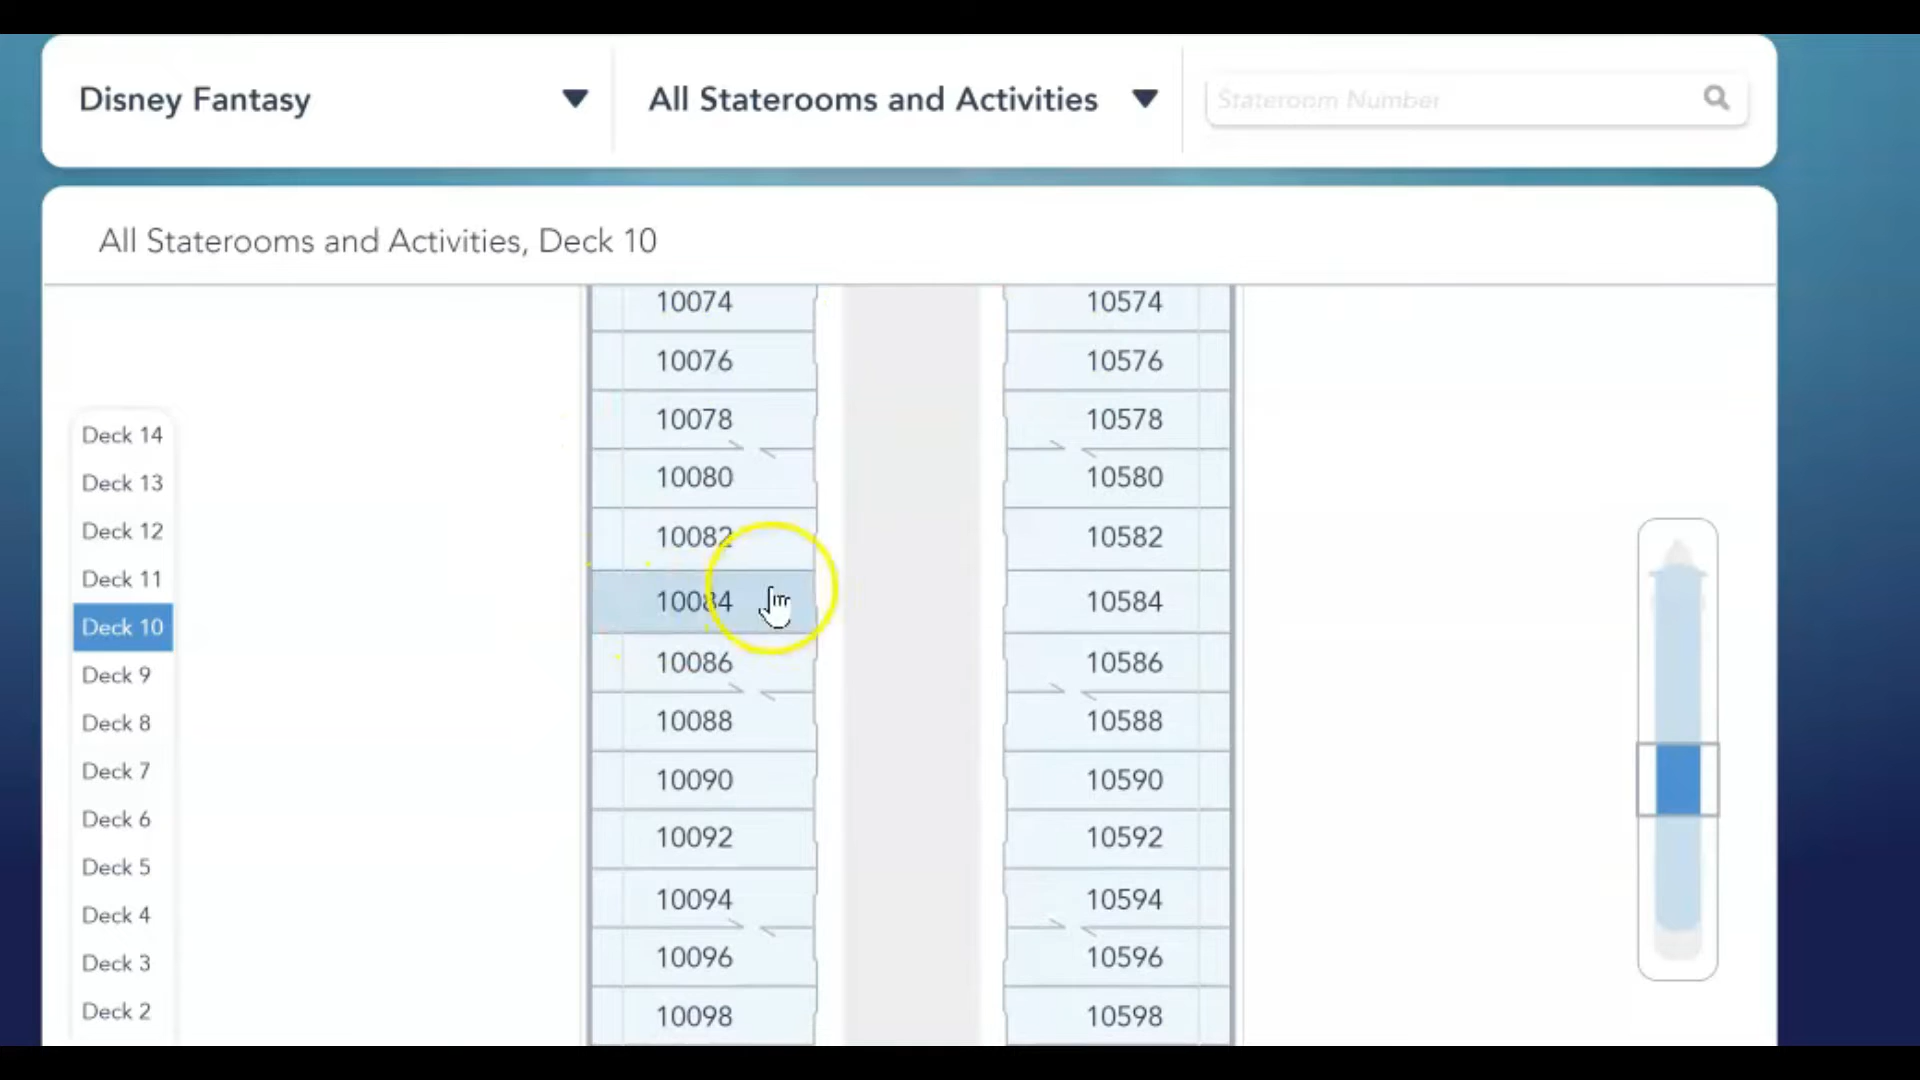 Disney Fantasy
All Staterooms and Activities
Stateroom Number
All Staterooms and Activities, Deck 10
10074 10574
10076 10576
10078 10578
10080 10580
10082 10582
10084 10584
10086 10586
10088 10588
10090 10590
10092 10592
10094 10594
10096 10596
10098 10598
Deck 14
Deck 13
Deck 12
Deck 11
Deck 10
Deck 9
Deck 8
Deck 7
Deck 6
Deck 5
Deck 4
Deck 3
Deck 2